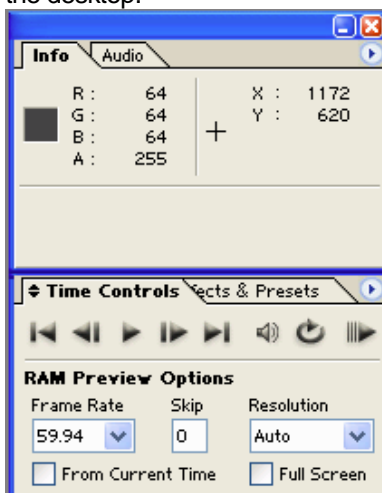 the desktop.
Info Audio
R : 64 X : 1172
G : 64 Y : 620
B : 64
A : 255
Time Controls ects & Presets
RAM Preview Options
Frame Rate Skip Resolution
59.94 0 Auto
From Current Time Full Screen